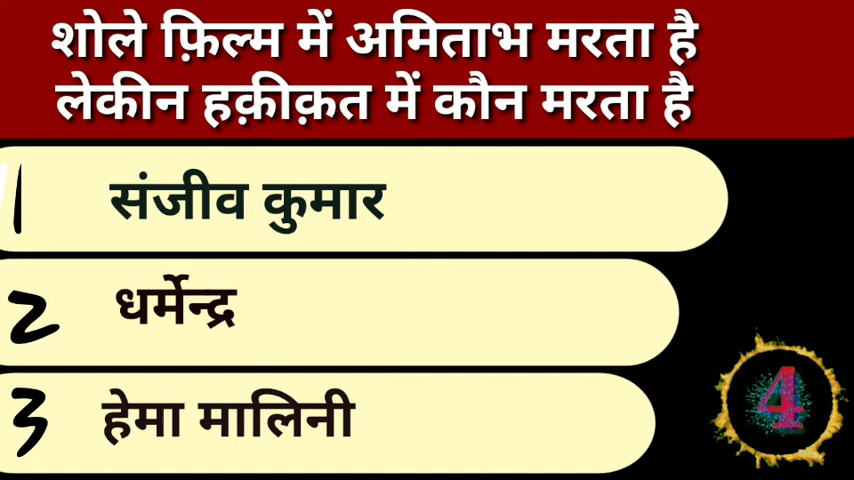 शोले फ़िल्म में अमिताभ मरता है
लेकीन हक़ीक़त में कौन मरता है
1 संजीव कुमार
2 धर्मेन्द्र
3 हेमा मालिनी
4